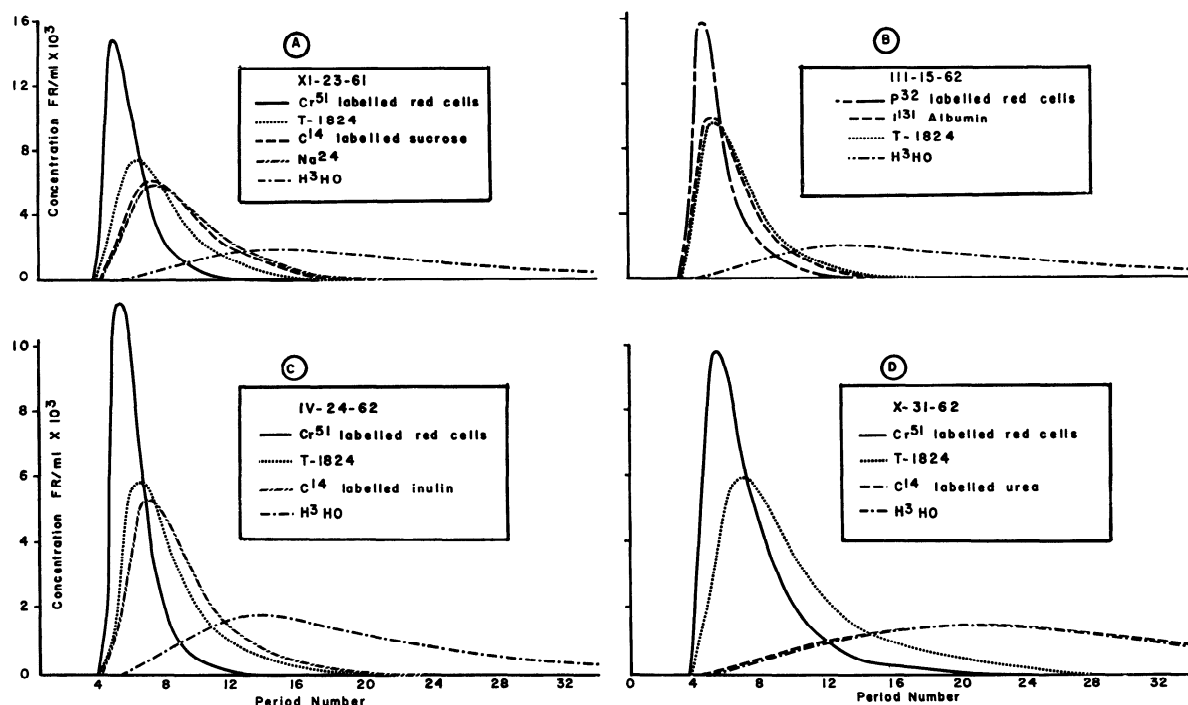 16
12
8
4
0
Concentration FR/ml X 10³
A
XI-23-61
Cr51 labelled red cells
T-1824
C14 labelled sucrose
Na24
H³HO
B
111-15-62
P32 labelled red cells
I131 Albumin
T-1824
H³HO
10
8
6
4
2
0
Concentration FR/ml X 10³
C
IV-24-62
Cr51 labelled red cells
T-1824
C14 labelled inulin
H³HO
4 8 12 16 20 24 28 32
Period Number
D
X-31-62
Cr51 labelled red cells
T-1824
C14 labelled urea
H³HO
0 4 8 12 16 20 24 28 32
Period Number